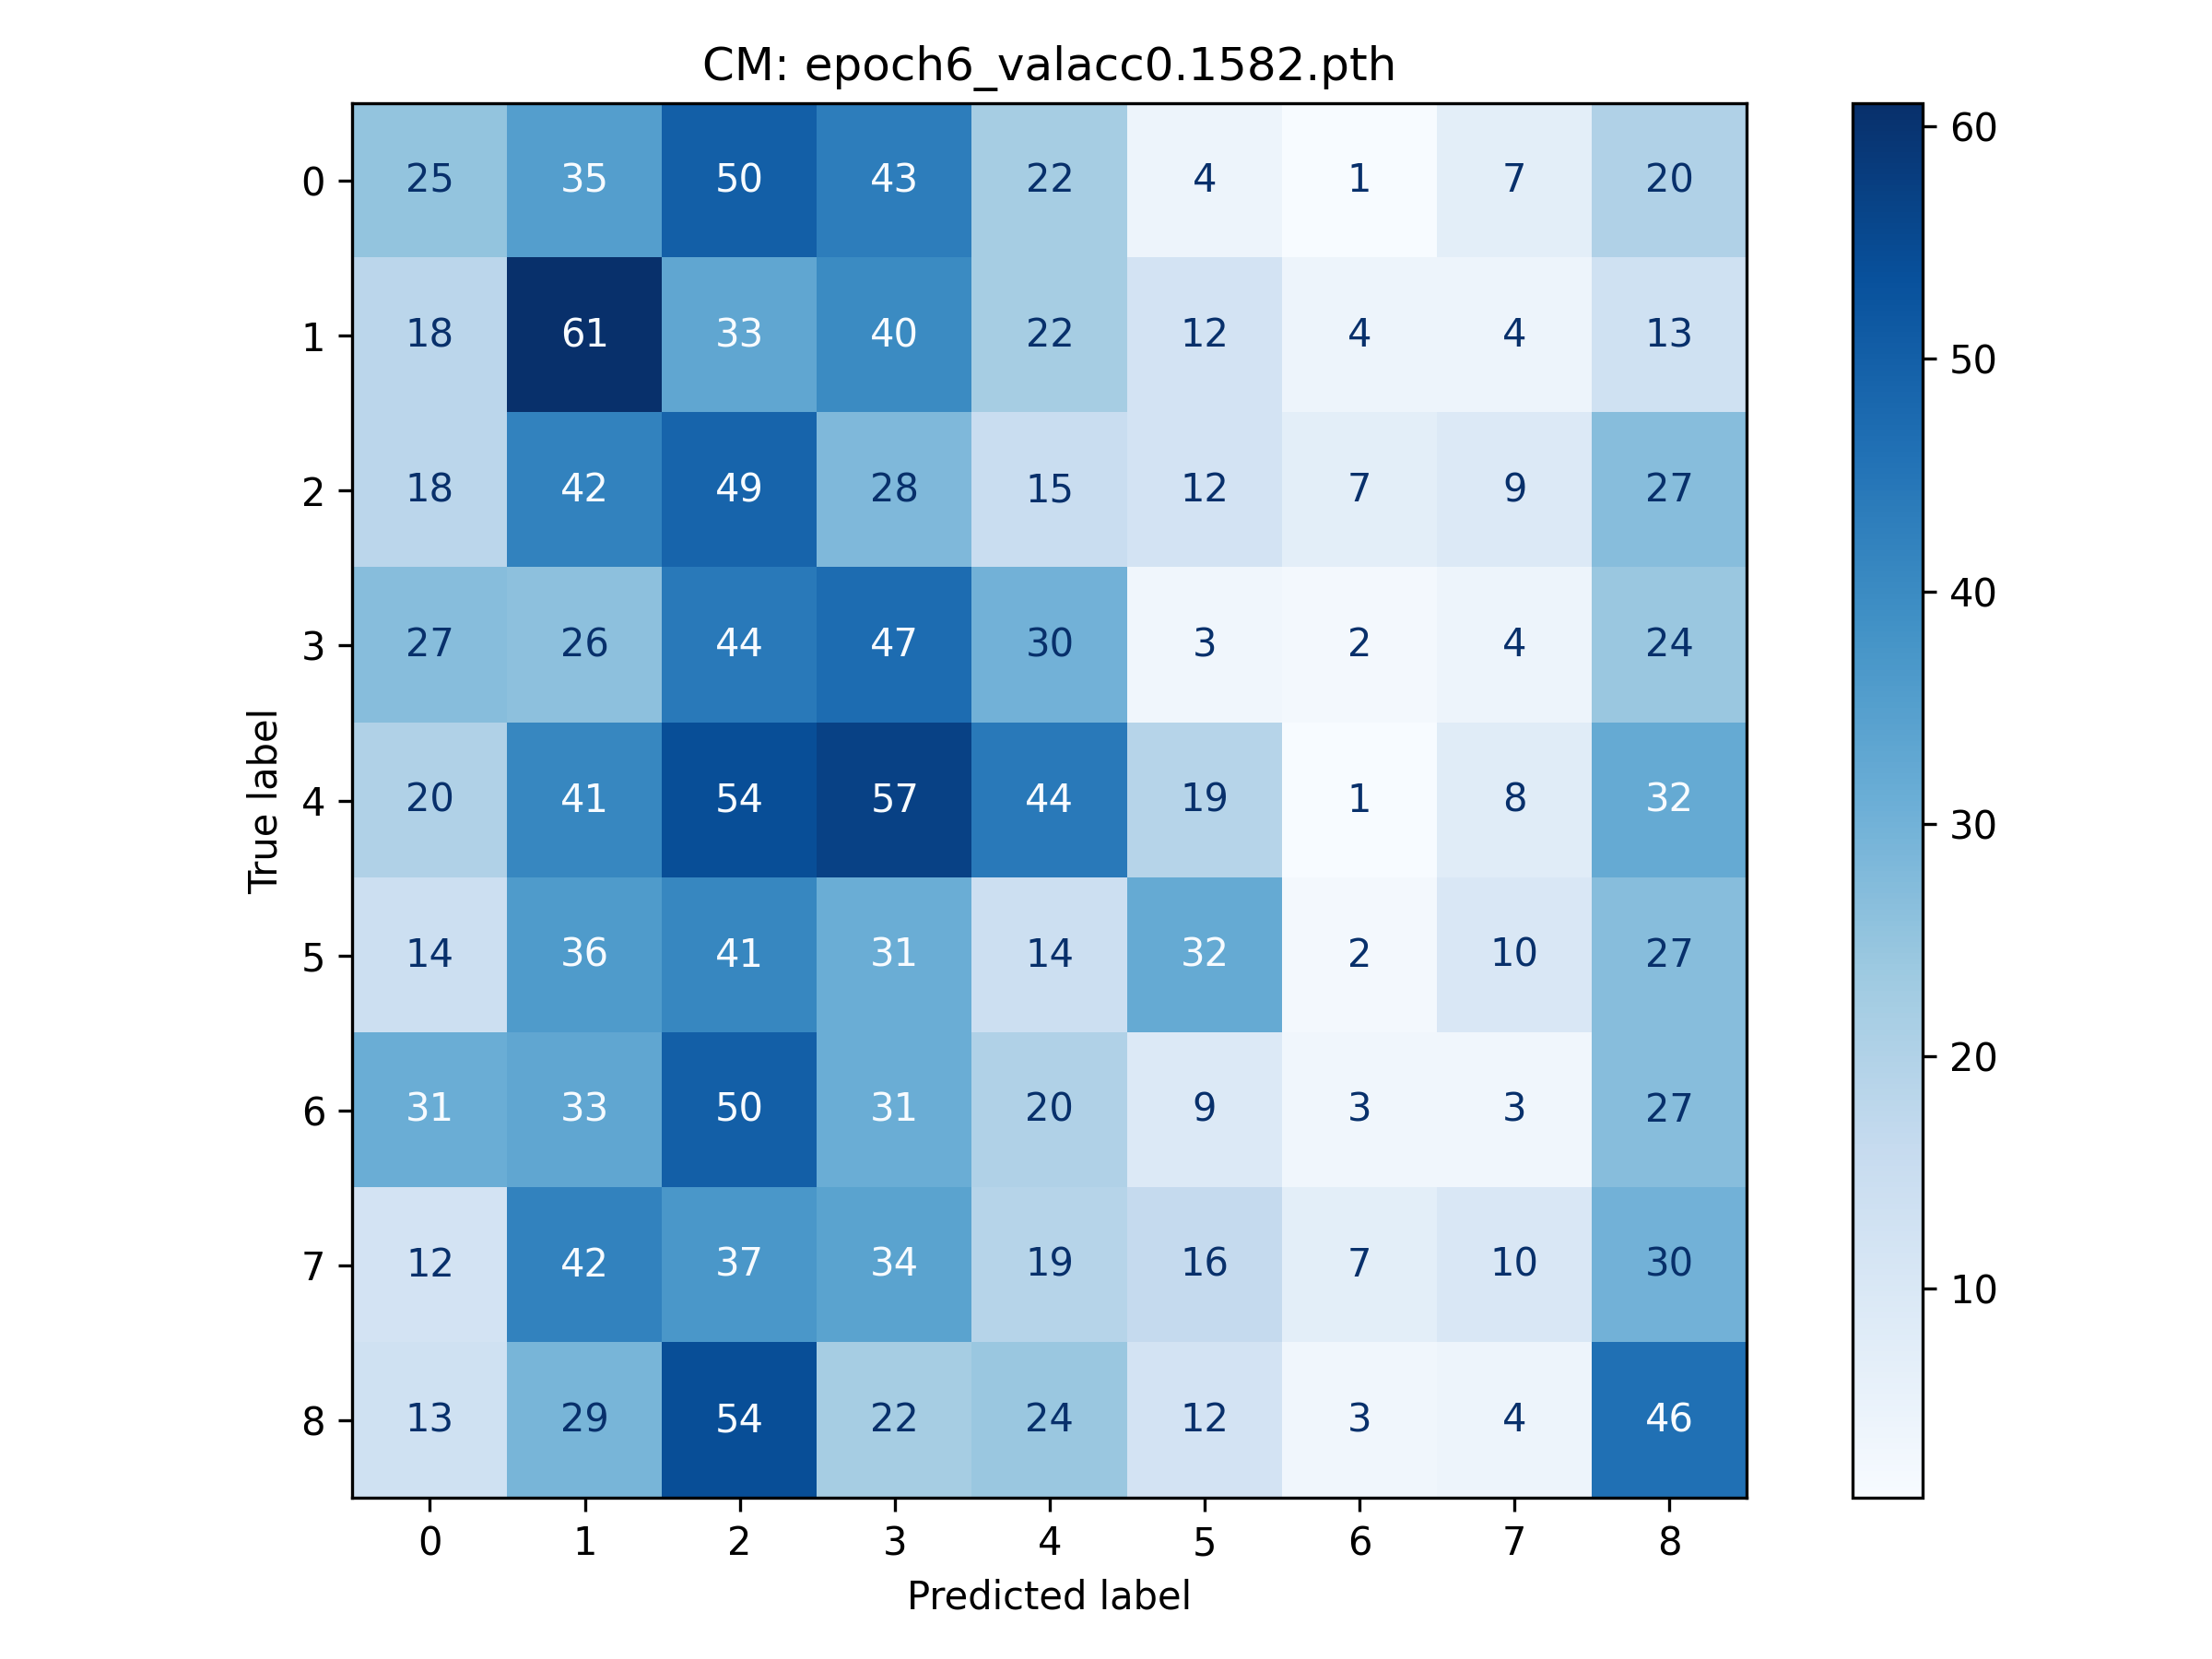 CM: epoch6_valacc0.1582.pth
0 25 35 50 43 22 4 1 7 20
1 18 61 33 40 22 12 4 4 13
2 18 42 49 28 15 12 7 9 27
3 27 26 44 47 30 3 2 4 24
4 20 41 54 57 44 19 1 8 32
5 14 36 41 31 14 32 2 10 27
6 31 33 50 31 20 9 3 3 27
7 12 42 37 34 19 16 7 10 30
8 13 29 54 22 24 12 3 4 46
0 1 2 3 4 5 6 7 8
Predicted label
True label
60
50
40
30
20
10